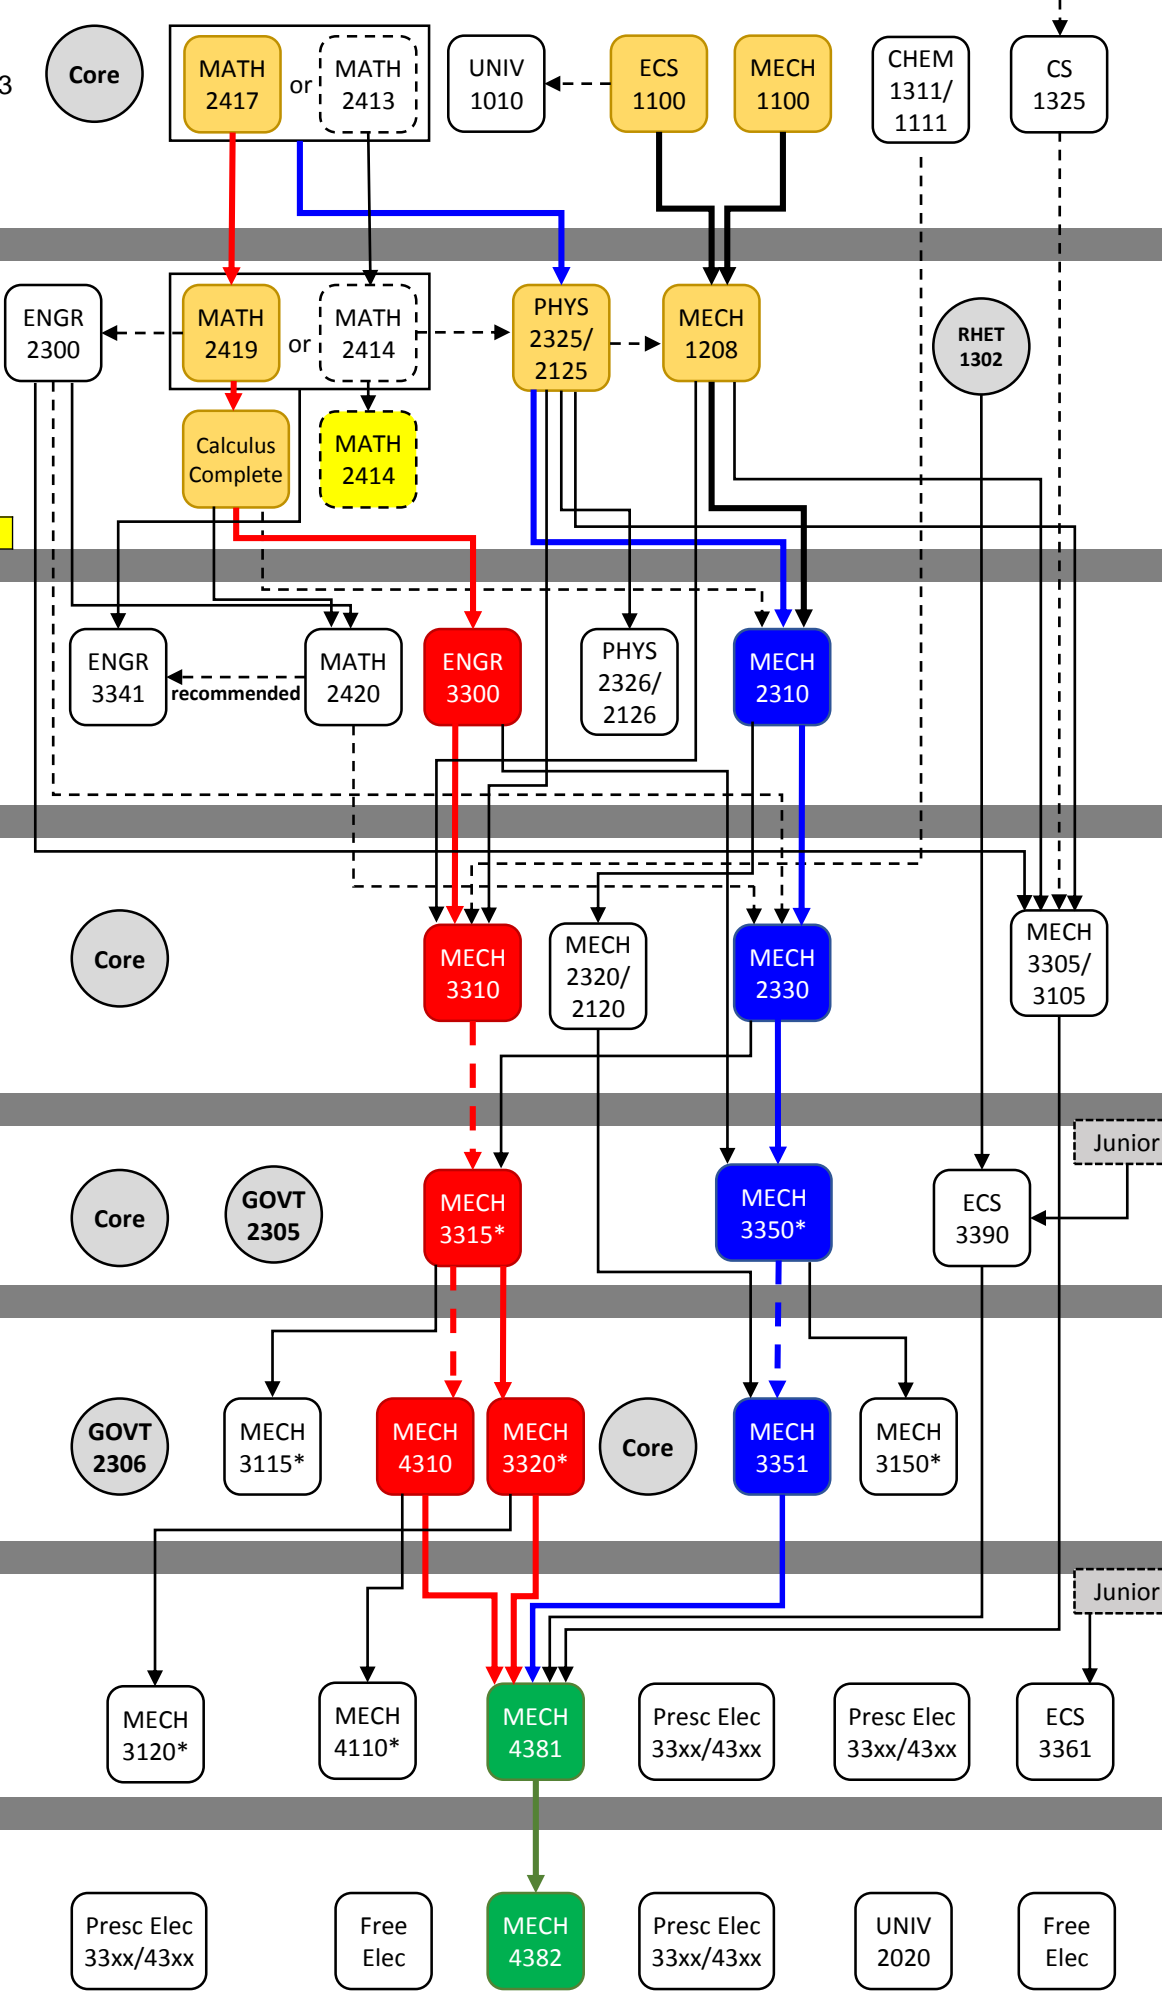 3
Core
MATH
2417
or
MATH
2413
UNIV
1010
ECS
1100
MECH
1100
CHEM
1311/
1111
CS
1325
ENGR
2300
MATH
2419
or
MATH
2414
PHYS
2325/
2125
MECH
1208
RHET
1302
Calculus
Complete
MATH
2414
ENGR
3341
recommended
MATH
2420
ENGR
3300
PHYS
2326/
2126
MECH
2310
Core
MECH
3310
MECH
2320/
2120
MECH
2330
MECH
3305/
3105
Junior
Core
GOVT
2305
MECH
3315*
MECH
3350*
ECS
3390
GOVT
2306
MECH
3115*
MECH
4310
MECH
3320*
Core
MECH
3351
MECH
3150*
Junior
MECH
3120*
MECH
4110*
MECH
4381
Presc Elec
33xx/43xx
Presc Elec
33xx/43xx
ECS
3361
Presc Elec
33xx/43xx
Free
Elec
MECH
4382
Presc Elec
33xx/43xx
UNIV
2020
Free
Elec